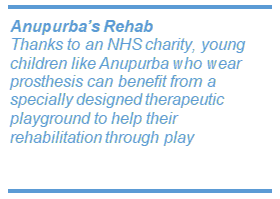 Anupurba's Rehab
Thanks to an NHS charity, young
children like Anupurba who wear
prosthesis can benefit from a
specially designed therapeutic
playground to help their
rehabilitation through play